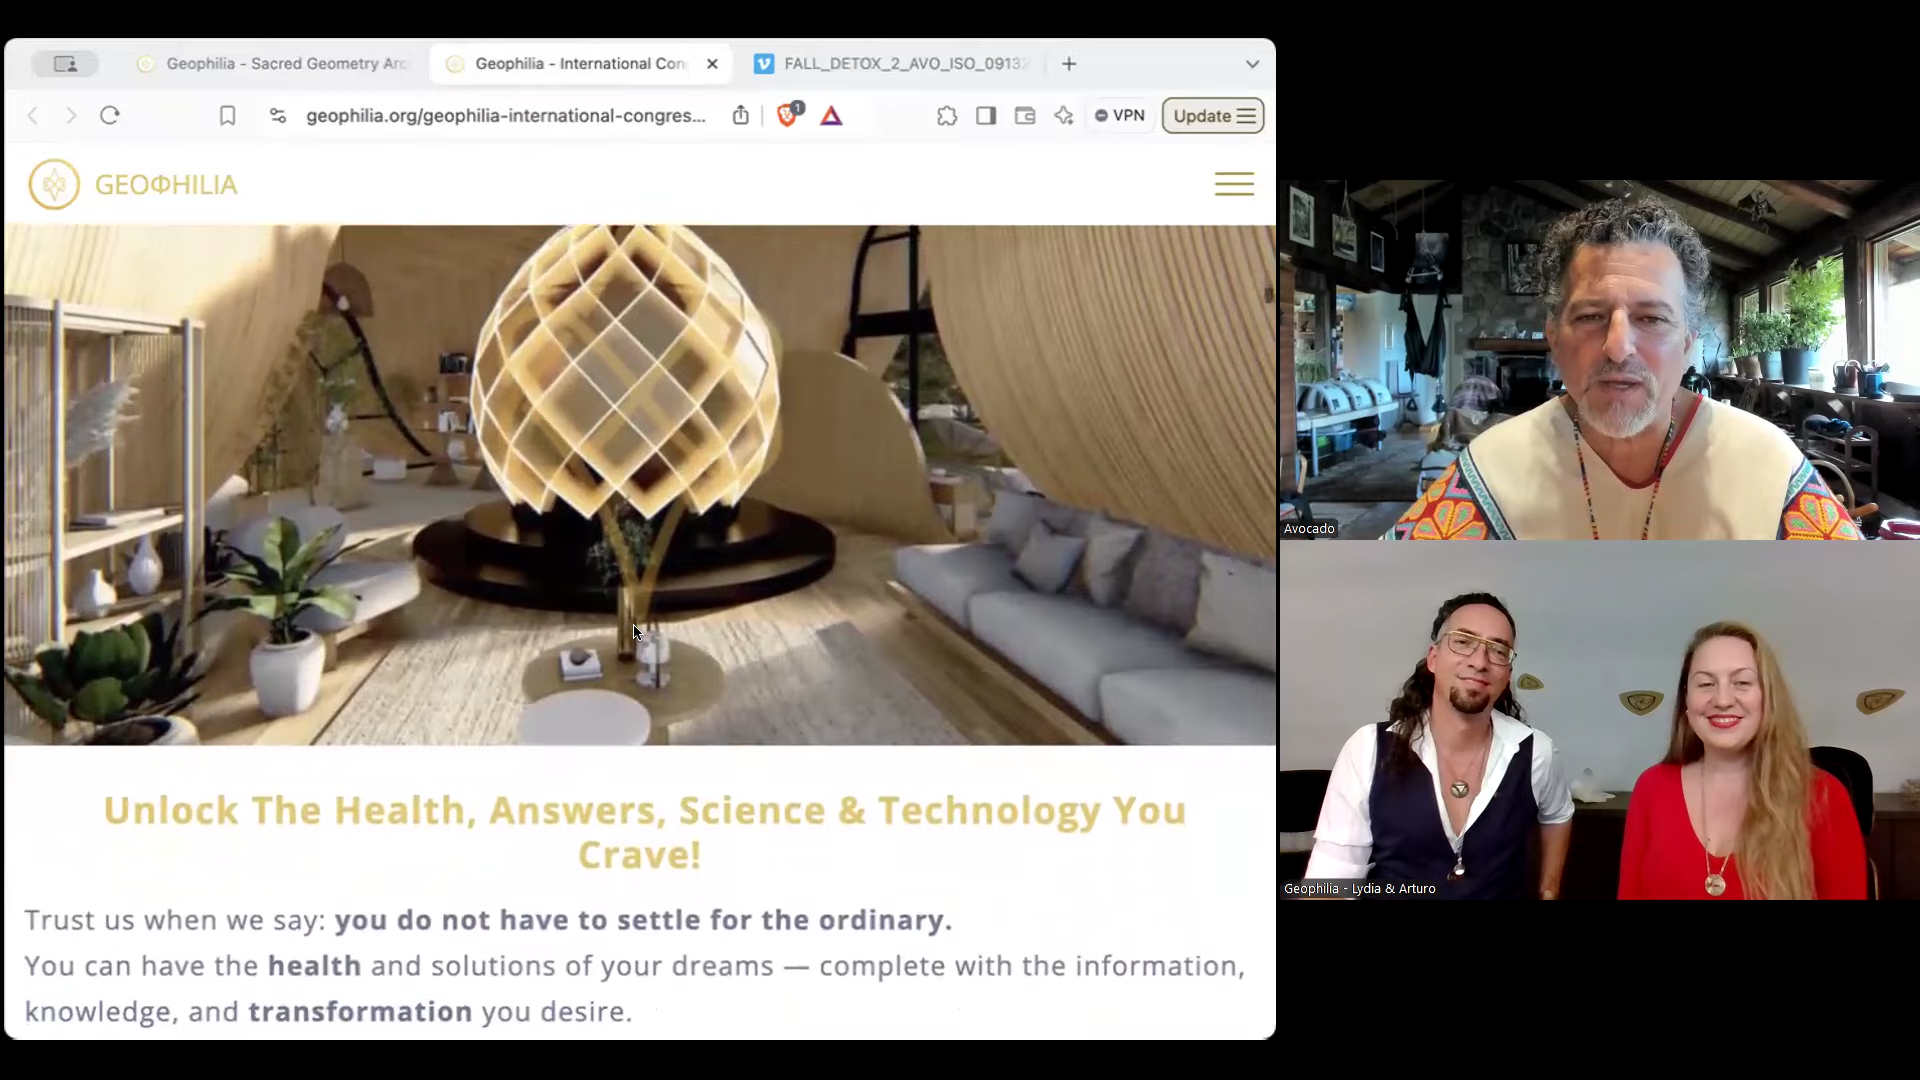 Geophilia - Sacred Geometry Arc
Geophilia - International Con
FALL_DETOX_2_AVO_ISO_0913
geophilia.org/geophilia-international-congres...
1
VPN
Update
GEOΦHILIA
Unlock The Health, Answers, Science & Technology You
Crave!
Trust us when we say: you do not have to settle for the ordinary.
You can have the health and solutions of your dreams — complete with the information,
knowledge, and transformation you desire.
Avocado
Geophilia - Lydia & Arturo